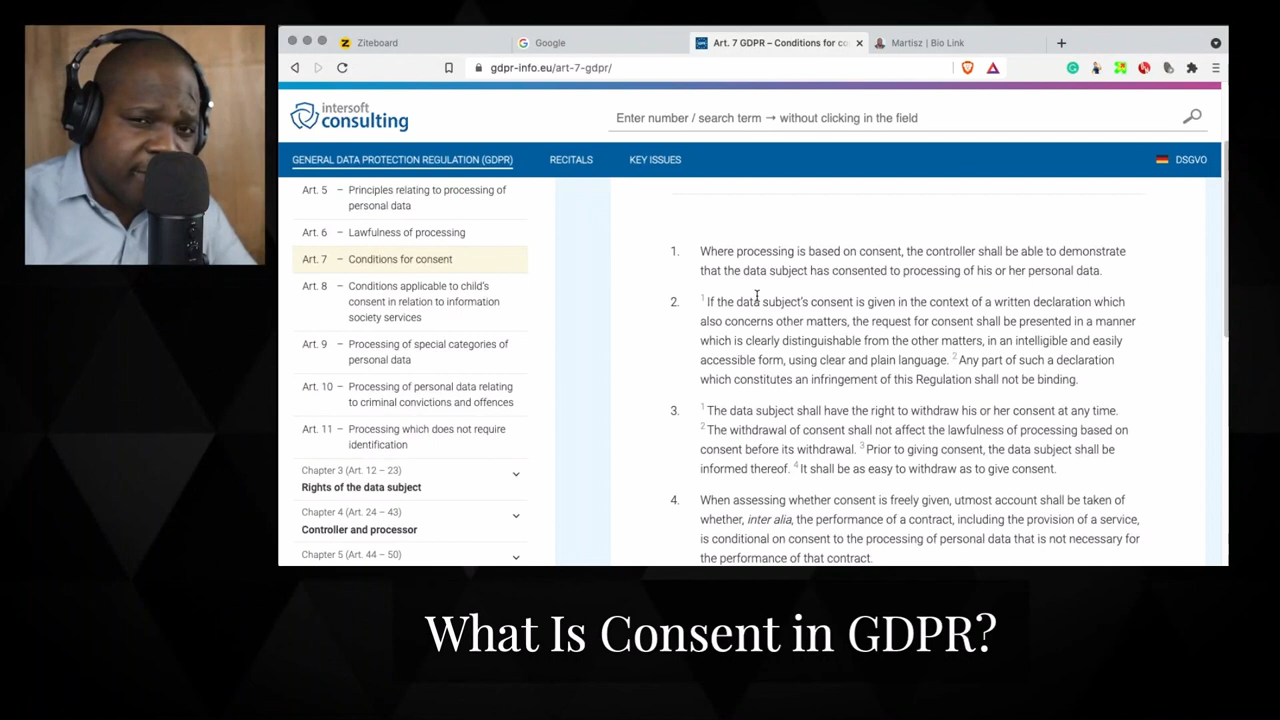 Ziteboard
Google
Art. 7 GDPR – Conditions for co
Martisz | Bio Link
gdpr-info.eu/art-7-gdpr/
intersoft
consulting
Enter number / search term → without clicking in the field
GENERAL DATA PROTECTION REGULATION (GDPR)
RECITALS
KEY ISSUES
DSGVO
Art. 5 – Principles relating to processing of
personal data
Art. 6 – Lawfulness of processing
Art. 7 – Conditions for consent
Art. 8 – Conditions applicable to child's
consent in relation to information
society services
Art. 9 – Processing of special categories of
personal data
Art. 10 – Processing of personal data relating
to criminal convictions and offences
Art. 11 – Processing which does not require
identification
Chapter 3 (Art. 12 – 23)
Rights of the data subject
Chapter 4 (Art. 24 – 43)
Controller and processor
Chapter 5 (Art. 44 – 50)
1. Where processing is based on consent, the controller shall be able to demonstrate
that the data subject has consented to processing of his or her personal data.
2. 1 If the data subject's consent is given in the context of a written declaration which
also concerns other matters, the request for consent shall be presented in a manner
which is clearly distinguishable from the other matters, in an intelligible and easily
accessible form, using clear and plain language. 2 Any part of such a declaration
which constitutes an infringement of this Regulation shall not be binding.
3. 1 The data subject shall have the right to withdraw his or her consent at any time.
2 The withdrawal of consent shall not affect the lawfulness of processing based on
consent before its withdrawal. 3 Prior to giving consent, the data subject shall be
informed thereof. 4 It shall be as easy to withdraw as to give consent.
4. When assessing whether consent is freely given, utmost account shall be taken of
whether, inter alia, the performance of a contract, including the provision of a service,
is conditional on consent to the processing of personal data that is not necessary for
the performance of that contract.
What Is Consent in GDPR?